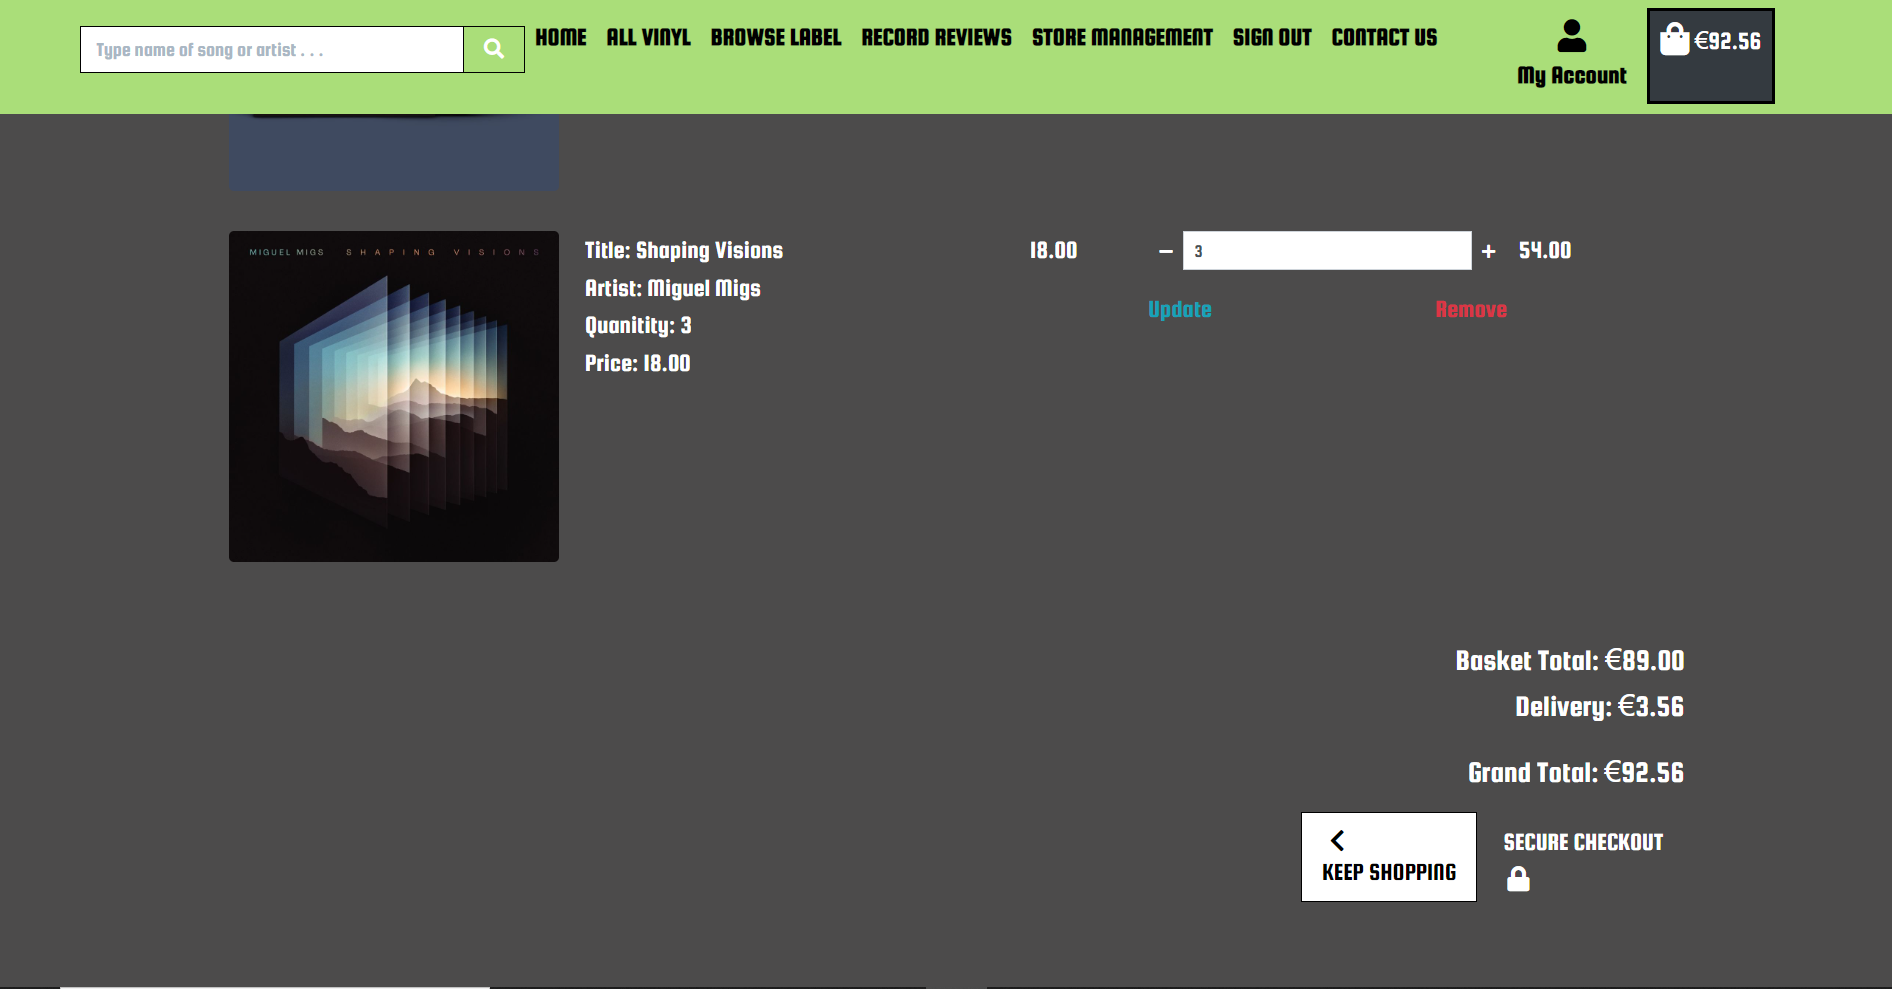 Type name of song or artist . . .
HOME
ALL VINYL
BROWSE LABEL
RECORD REVIEWS
STORE MANAGEMENT
SIGN OUT
CONTACT US
My Account
€92.56
MIGUEL MIGS SHAPING VISIONS
Title: Shaping Visions
Artist: Miguel Migs
Quanitity: 3
Price: 18.00
18.00
− 3 +
54.00
Update
Remove
Basket Total: €89.00
Delivery: €3.56
Grand Total: €92.56
KEEP SHOPPING
SECURE CHECKOUT